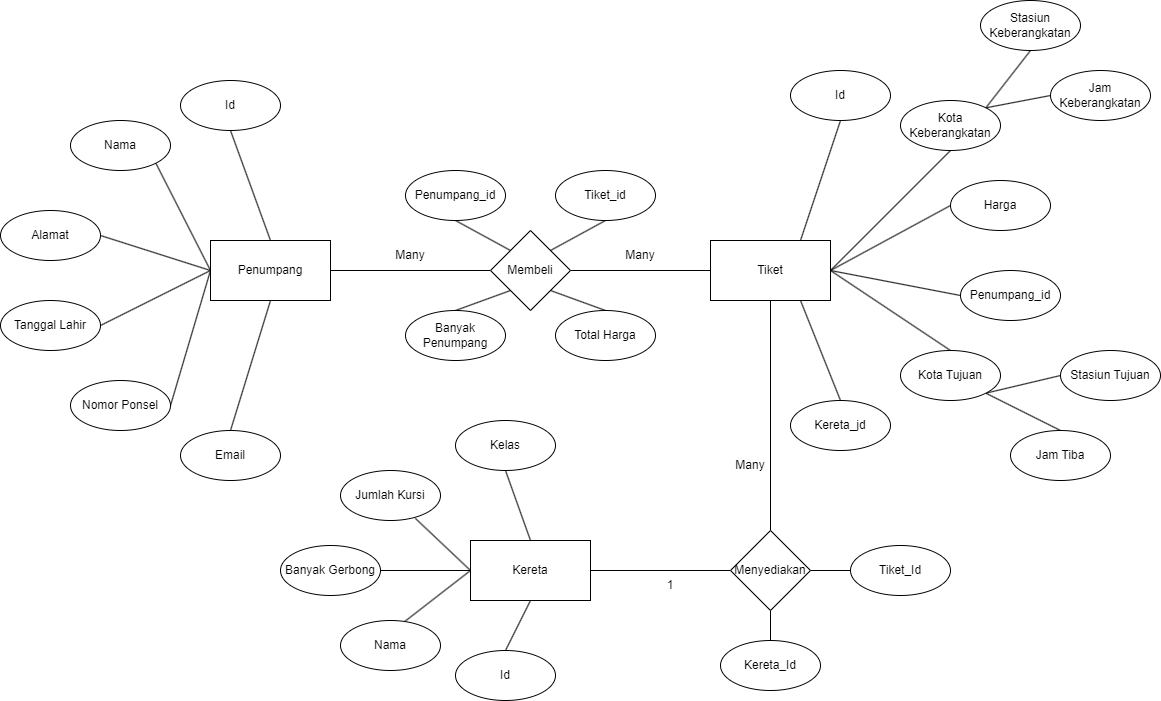 Stasiun
Keberangkatan
Id
Jam
Keberangkatan
Id
Kota
Keberangkatan
Nama
Penumpang_id
Tiket_id
Harga
Alamat
Many
Many
Penumpang
Membeli
Tiket
Penumpang_id
Tanggal Lahir
Banyak
Penumpang
Total Harga
Kota Tujuan
Stasiun Tujuan
Nomor Ponsel
Kereta_jd
Email
Kelas
Jam Tiba
Many
Jumlah Kursi
Banyak Gerbong
Kereta
Menyediakan
Tiket_Id
1
Nama
Kereta_Id
Id